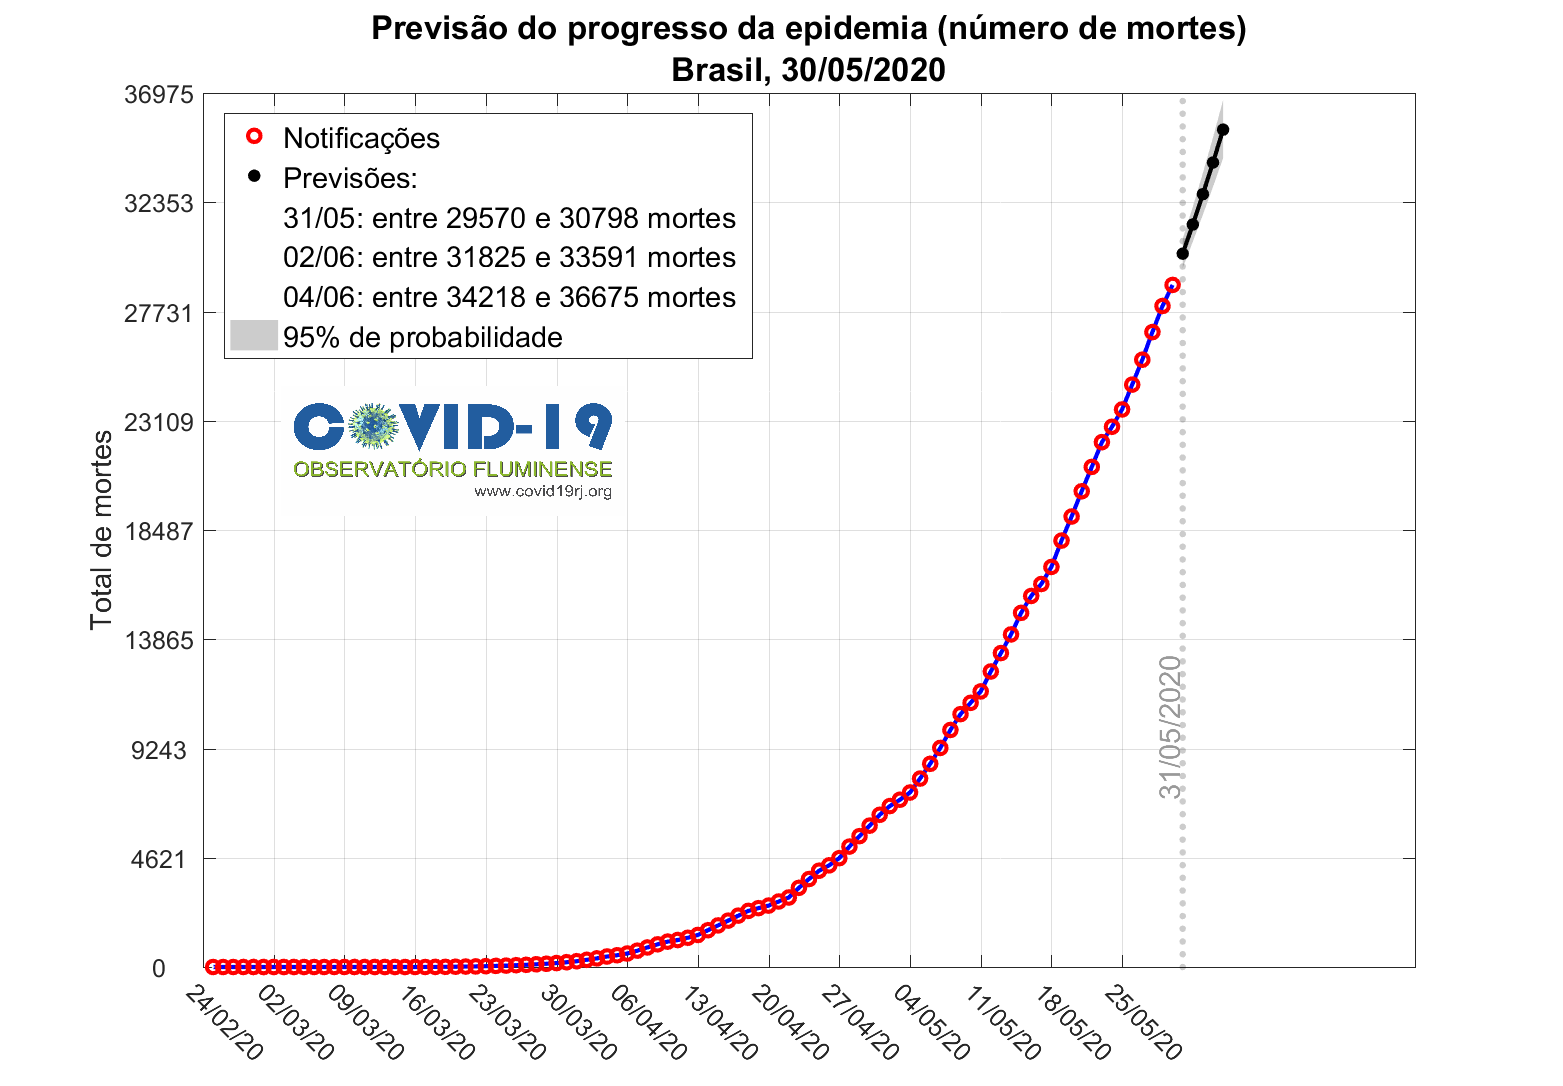 Previsão do progresso da epidemia (número de mortes)
Brasil, 30/05/2020
36975
32353
27731
23109
18487
13865
9243
4621
0
Total de mortes
Notificações
Previsões:
31/05: entre 29570 e 30798 mortes
02/06: entre 31825 e 33591 mortes
04/06: entre 34218 e 36675 mortes
95% de probabilidade
COVID-19
OBSERVATÓRIO FLUMINENSE
www.covid19rj.org
31/05/2020
24/02/20
02/03/20
09/03/20
16/03/20
23/03/20
30/03/20
06/04/20
13/04/20
20/04/20
27/04/20
04/05/20
11/05/20
18/05/20
25/05/20